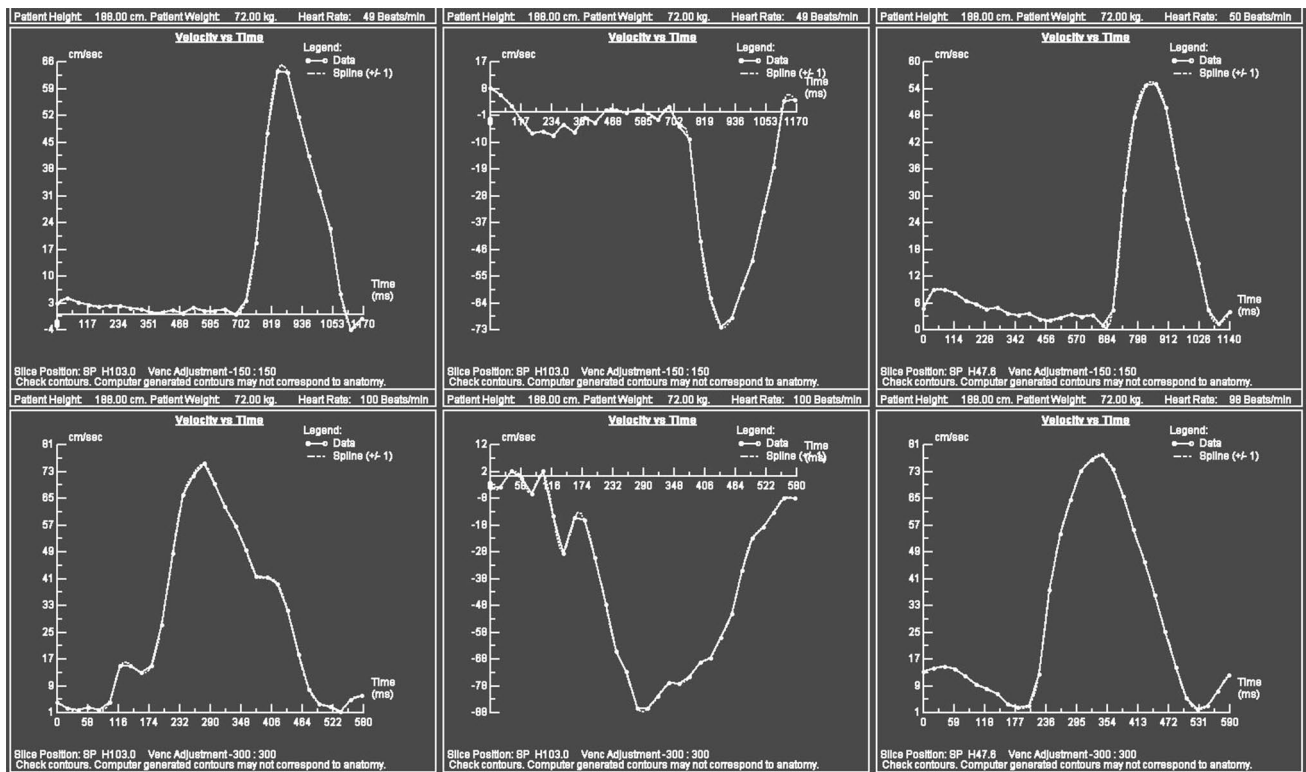 Patient Height: 188.00 cm. Patient Weight: 72.00 kg. Heart Rate: 49 Beats/min
Velocity vs Time
cm/sec
Legend:
Data
Spline (+/- 1)
66
59
52
45
38
31
24
17
10
3
-4
Time
(ms)
0 117 234 351 468 585 702 819 936 1053 1170
Slice Position: SP H103.0 Venc Adjustment -150 : 150
Check contours. Computer generated contours may not correspond to anatomy.
Patient Height: 188.00 cm. Patient Weight: 72.00 kg. Heart Rate: 49 Beats/min
Velocity vs Time
cm/sec
Legend:
Data
Spline (+/- 1)
Time
(ms)
17
8
-1
-10
-19
-28
-37
-46
-55
-64
-73
0 117 234 351 468 585 702 819 936 1053 1170
Slice Position: SP H103.0 Venc Adjustment -150 : 150
Check contours. Computer generated contours may not correspond to anatomy.
Patient Height: 188.00 cm. Patient Weight: 72.00 kg. Heart Rate: 50 Beats/min
Velocity vs Time
cm/sec
Legend:
Data
Spline (+/- 1)
60
54
48
42
36
30
24
18
12
6
0
Time
(ms)
0 114 228 342 456 570 684 798 912 1026 1140
Slice Position: SP H47.6 Venc Adjustment -150 : 150
Check contours. Computer generated contours may not correspond to anatomy.
Patient Height: 188.00 cm. Patient Weight: 72.00 kg. Heart Rate: 100 Beats/min
Velocity vs Time
cm/sec
Legend:
Data
Spline (+/- 1)
81
73
65
57
49
41
33
25
17
9
1
Time
(ms)
0 58 116 174 232 290 348 406 464 522 580
Slice Position: SP H103.0 Venc Adjustment -300 : 300
Check contours. Computer generated contours may not correspond to anatomy.
Patient Height: 188.00 cm. Patient Weight: 72.00 kg. Heart Rate: 100 Beats/min
Velocity vs Time
cm/sec
Legend:
Data
Spline (+/- 1)
Time
(ms)
12
2
-8
-18
-28
-38
-48
-58
-68
-78
-88
0 58 116 174 232 290 348 406 464 522 580
Slice Position: SP H103.0 Venc Adjustment -300 : 300
Check contours. Computer generated contours may not correspond to anatomy.
Patient Height: 188.00 cm. Patient Weight: 72.00 kg. Heart Rate: 98 Beats/min
Velocity vs Time
cm/sec
Legend:
Data
Spline (+/- 1)
81
73
65
57
49
41
33
25
17
9
1
Time
(ms)
0 59 118 177 236 295 354 413 472 531 590
Slice Position: SP H47.6 Venc Adjustment -300 : 300
Check contours. Computer generated contours may not correspond to anatomy.